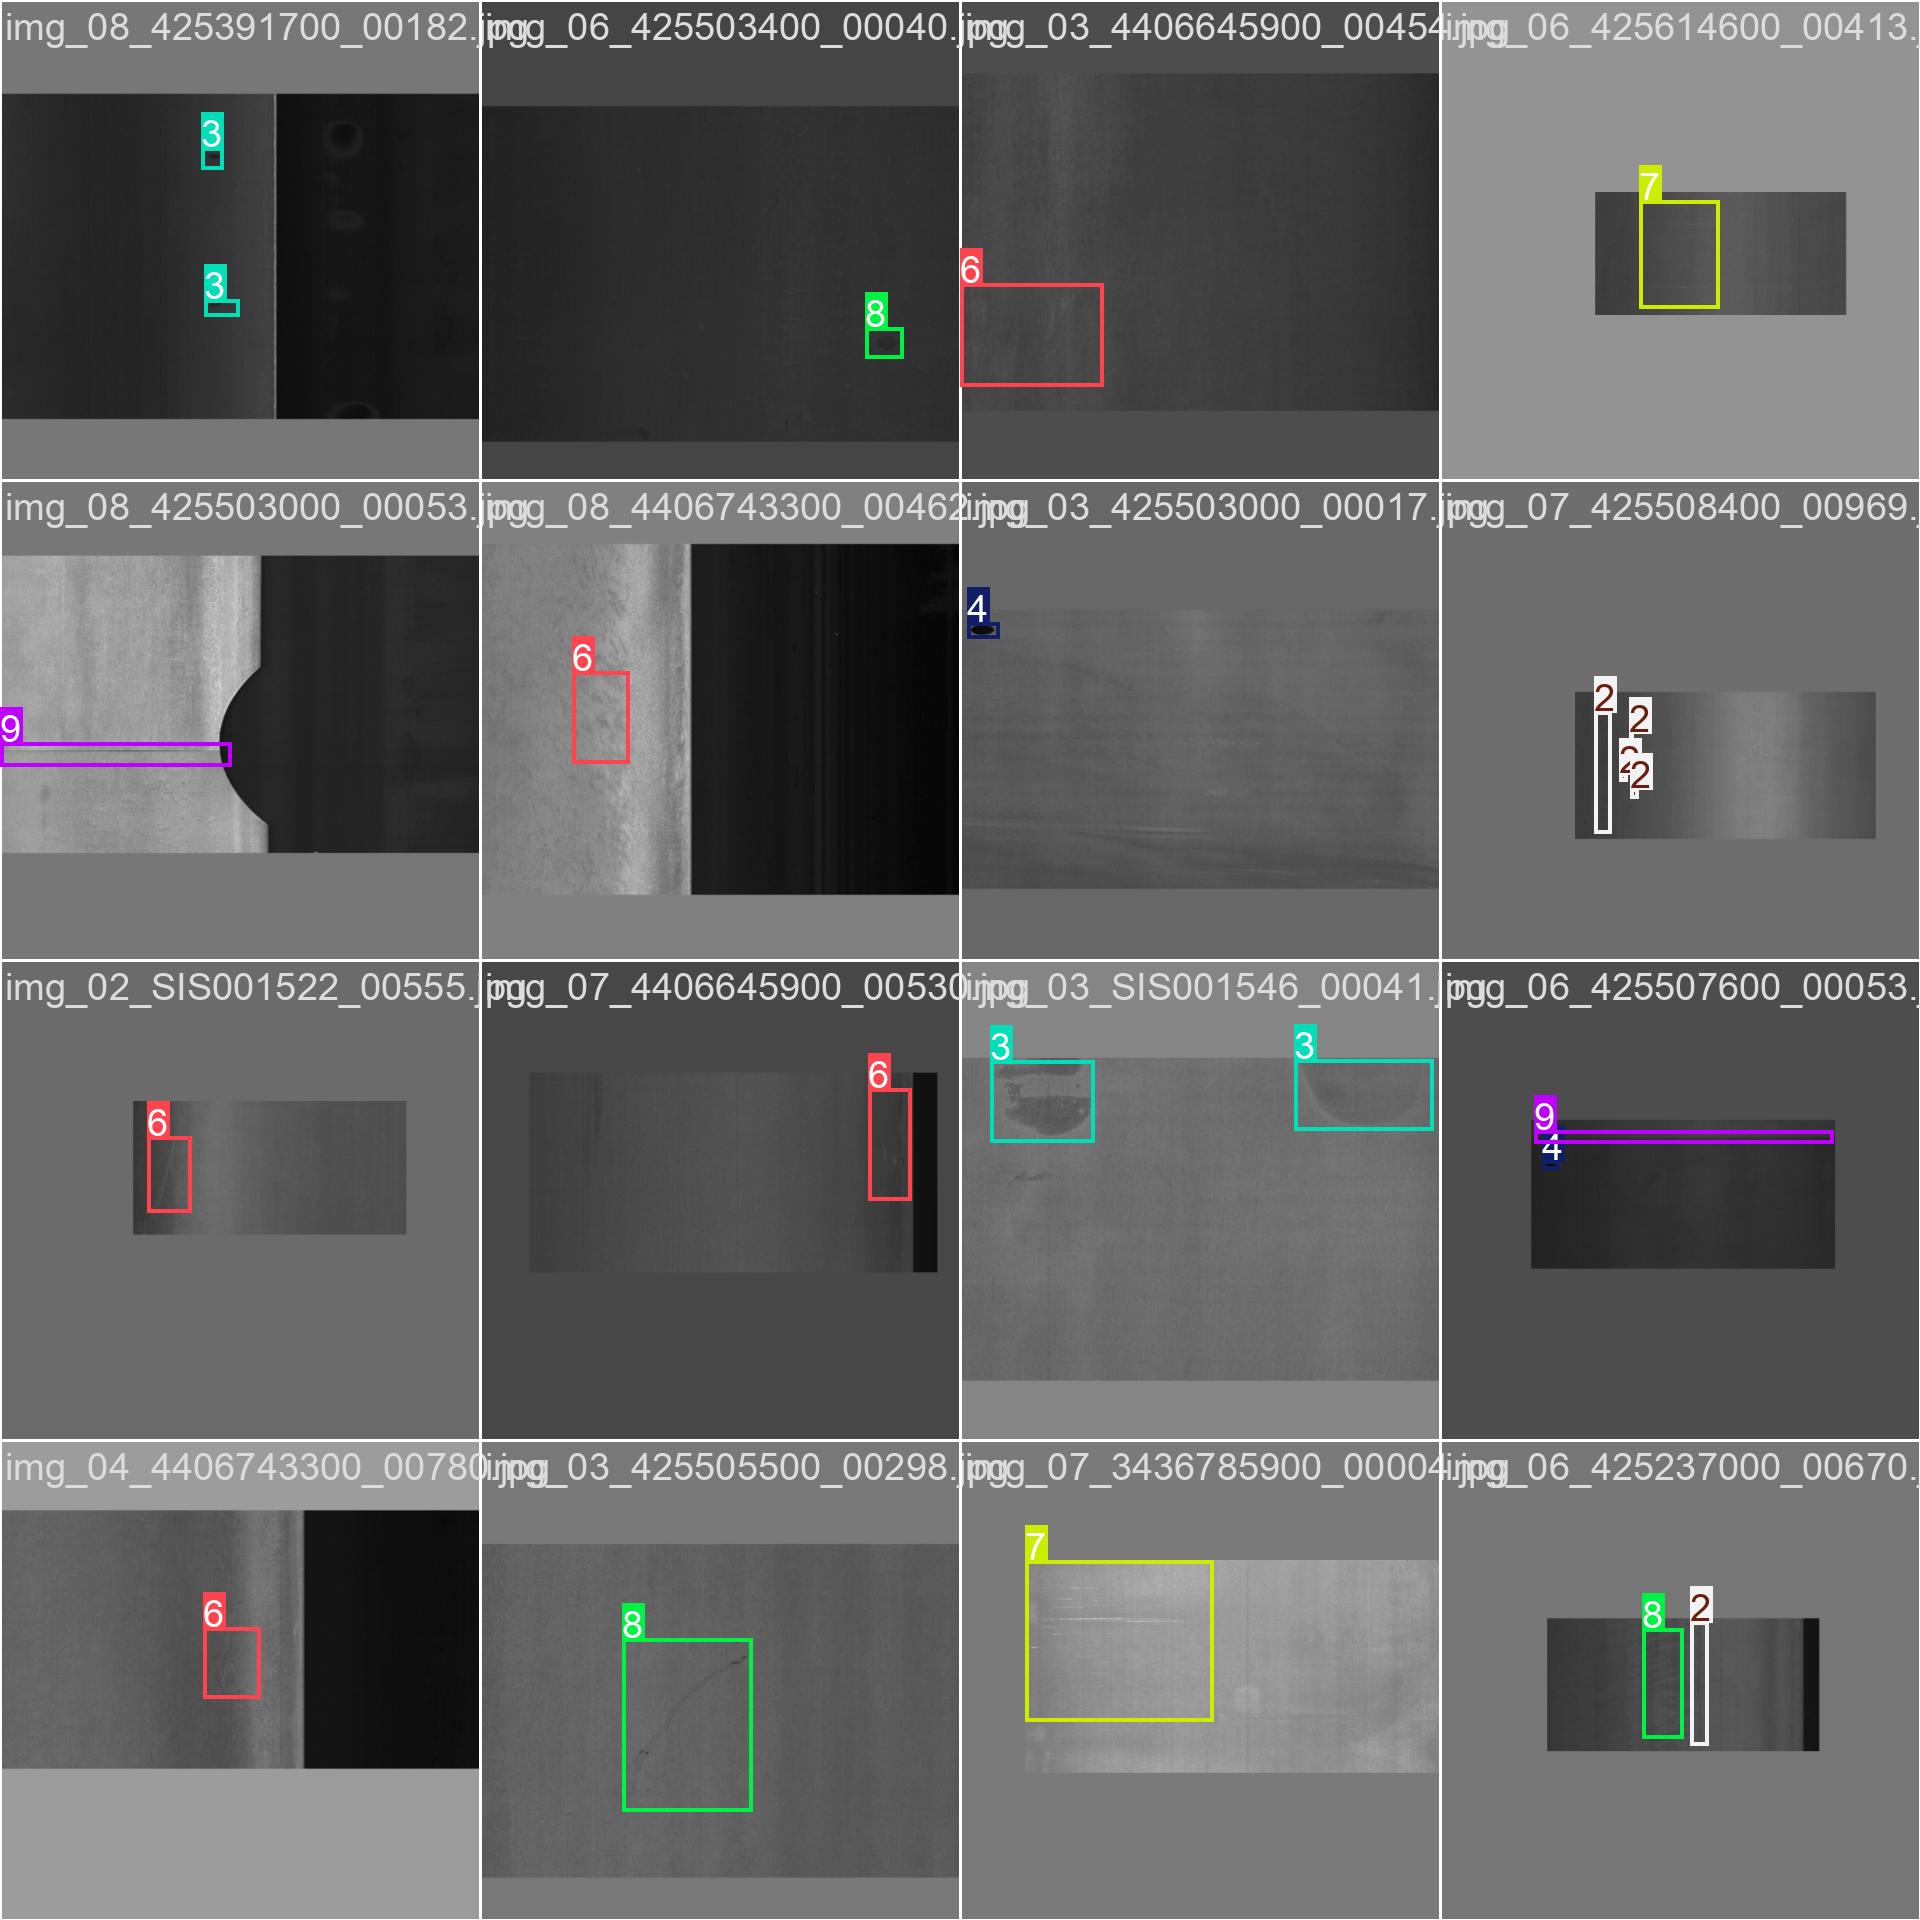 img_08_425391700_00182.jpg
img_06_425503400_00040.jpg
img_03_4406645900_00454.jpg
img_06_425614600_00413.
3
3
8
6
7
img_08_425503000_00053.jpg
img_08_4406743300_00462.jpg
img_03_425503000_00017.jpg
img_07_425508400_00969.
9
6
4
2
2
2
2
img_02_SIS001522_00555.jpg
img_07_4406645900_00530.jpg
img_03_SIS001546_00041.jpg
img_06_425507600_00053.
6
6
3
3
9
4
img_04_4406743300_00780.jpg
img_03_425505500_00298.jpg
img_07_3436785900_00004.jpg
img_06_425237000_00670.
6
8
7
8
2